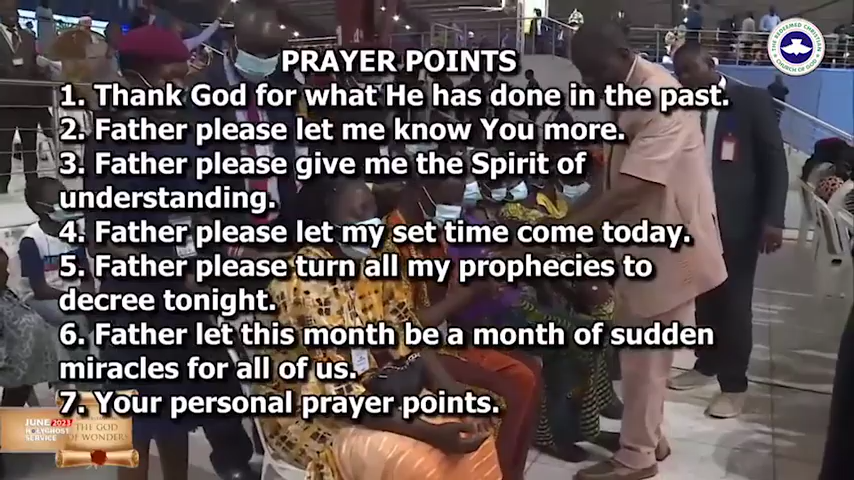 THE REDEEMED CHRISTIAN
CHURCH OF GOD
PRAYER POINTS
1. Thank God for what He has done in the past.
2. Father please let me know You more.
3. Father please give me the Spirit of
understanding.
4. Father please let my set time come today.
5. Father please turn all my prophecies to
decree tonight.
6. Father let this month be a month of sudden
miracles for all of us.
7. Your personal prayer points.
JUNE 2023
HOLYGHOST
SERVICE
THE GOD
OF WONDERS